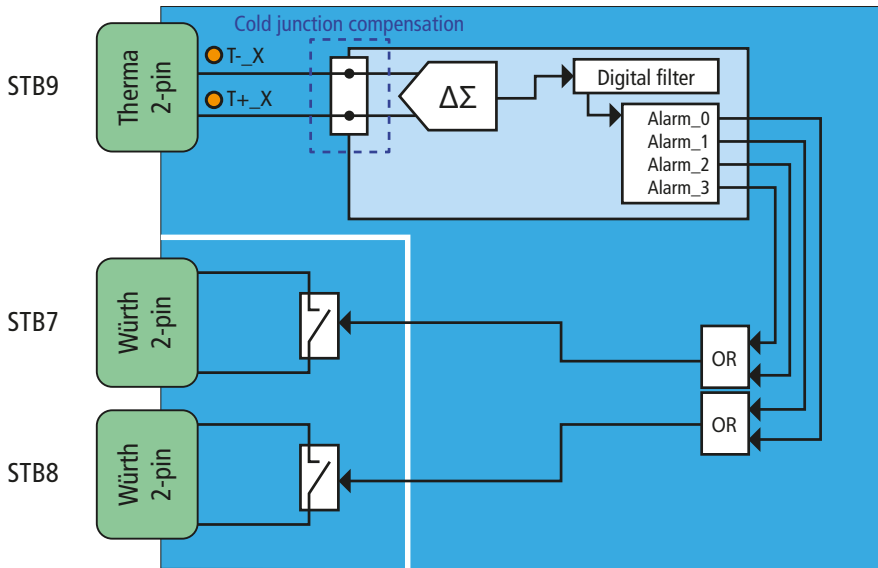 Cold junction compensation
STB9
Therma
2-pin
T-_X
T+_X
ΔΣ
Digital filter
Alarm_0
Alarm_1
Alarm_2
Alarm_3
STB7
Würth
2-pin
OR
STB8
Würth
2-pin
OR